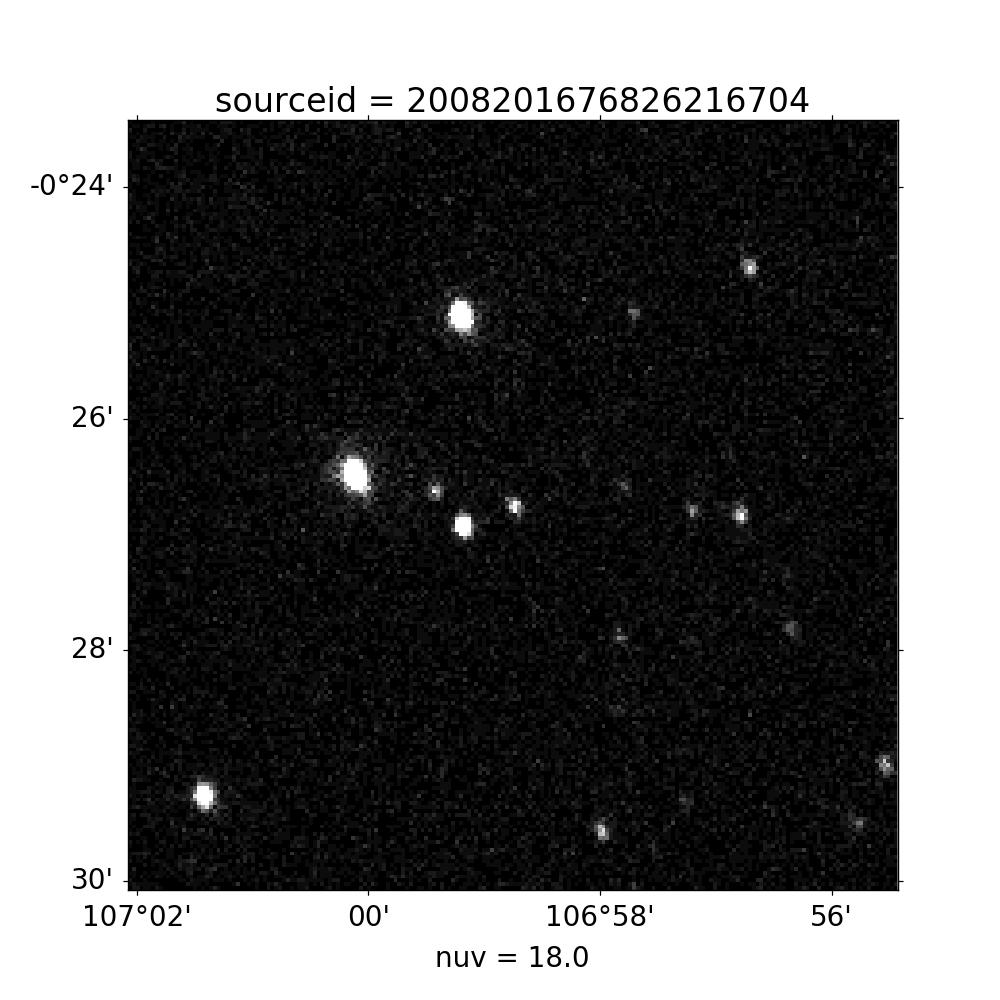 sourceid = 2008201676826216704
-0°24'
26'
28'
30'
107°02' 00' 106°58' 56'
nuv = 18.0